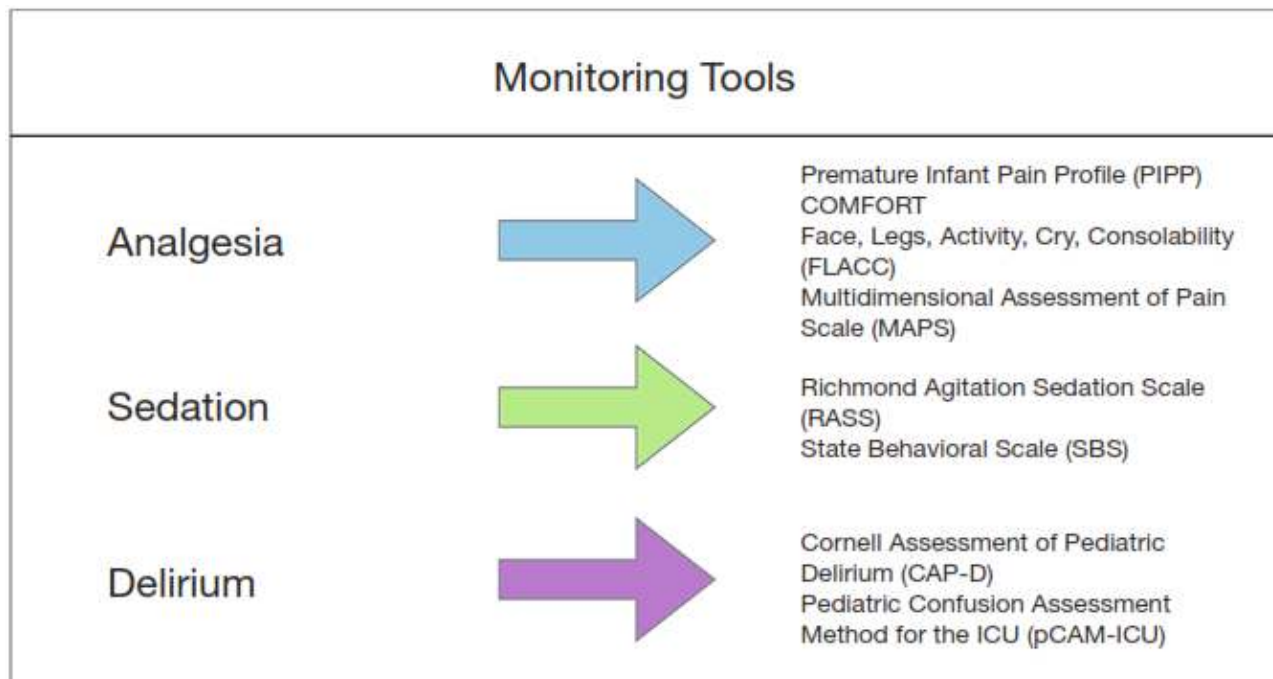 Monitoring Tools
Analgesia
Premature Infant Pain Profile (PIPP)
COMFORT
Face, Legs, Activity, Cry, Consolability
(FLACC)
Multidimensional Assessment of Pain
Scale (MAPS)
Sedation
Richmond Agitation Sedation Scale
(RASS)
State Behavioral Scale (SBS)
Delirium
Cornell Assessment of Pediatric
Delirium (CAP-D)
Pediatric Confusion Assessment
Method for the ICU (pCAM-ICU)